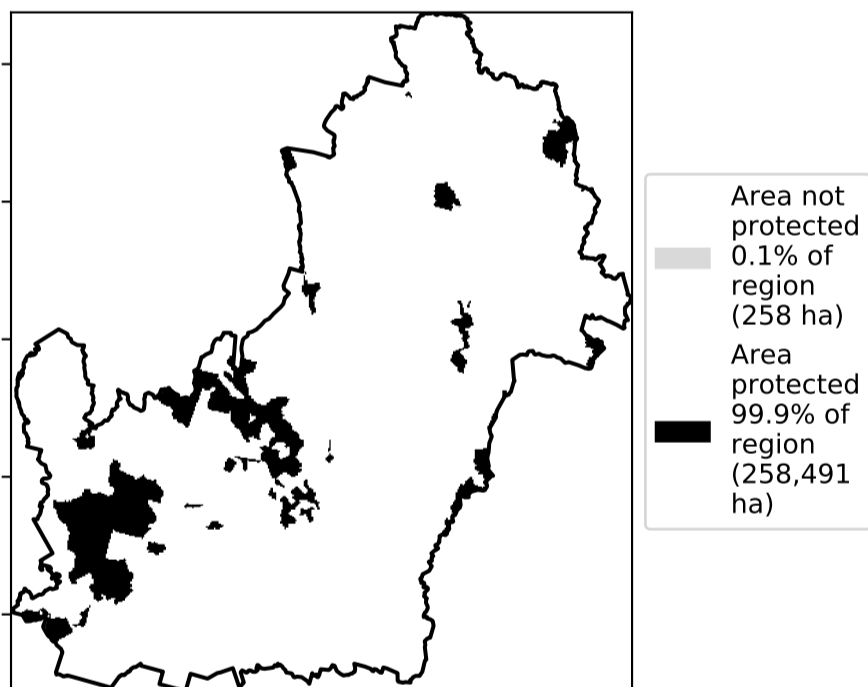 Area not
protected
0.1% of
region
(258 ha)
Area
protected
99.9% of
region
(258,491
ha)